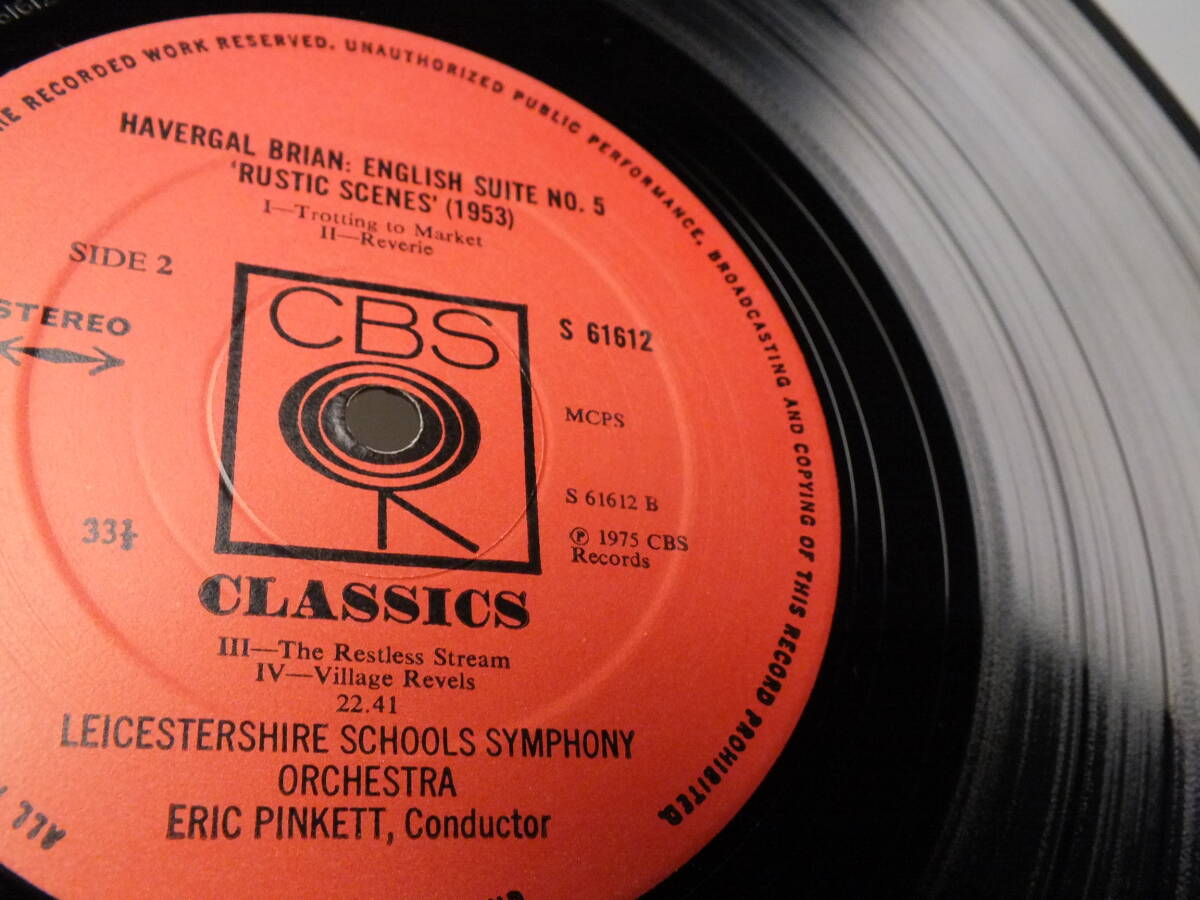 HAVERGAL BRIAN: ENGLISH SUITE NO. 5
'RUSTIC SCENES' (1953)
I—Trotting to Market
II—Reverie
SIDE 2
STEREO
CBS
S 61612
MCPS
S 61612 B
33⅓
Ⓟ 1975 CBS
Records
CLASSICS
III—The Restless Stream
IV—Village Revels
22.41
LEICESTERSHIRE SCHOOLS SYMPHONY
ORCHESTRA
ERIC PINKETT, Conductor
RECORDED WORK RESERVED. UNAUTHORIZED PUBLIC PERFORMANCE, BROADCASTING AND COPYING OF THIS RECORD PROHIBITED.
ALL